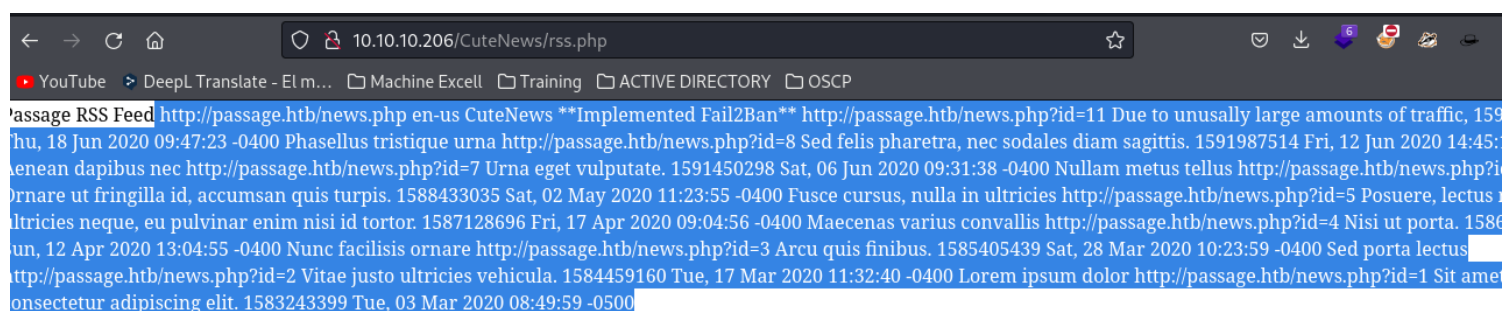 10.10.10.206/CuteNews/rss.php
6
YouTube DeepL Translate - El m... Machine Excell Training ACTIVE DIRECTORY OSCP
Passage RSS Feed http://passage.htb/news.php en-us CuteNews **Implemented Fail2Ban** http://passage.htb/news.php?id=11 Due to unusally large amounts of traffic, 159
Thu, 18 Jun 2020 09:47:23 -0400 Phasellus tristique urna http://passage.htb/news.php?id=8 Sed felis pharetra, nec sodales diam sagittis. 1591987514 Fri, 12 Jun 2020 14:45:
Aenean dapibus nec http://passage.htb/news.php?id=7 Urna eget vulputate. 1591450298 Sat, 06 Jun 2020 09:31:38 -0400 Nullam metus tellus http://passage.htb/news.php?i
Ornare ut fringilla id, accumsan quis turpis. 1588433035 Sat, 02 May 2020 11:23:55 -0400 Fusce cursus, nulla in ultricies http://passage.htb/news.php?id=5 Posuere, lectus
ultricies neque, eu pulvinar enim nisi id tortor. 1587128696 Fri, 17 Apr 2020 09:04:56 -0400 Maecenas varius convallis http://passage.htb/news.php?id=4 Nisi ut porta. 1586
Sun, 12 Apr 2020 13:04:55 -0400 Nunc facilisis ornare http://passage.htb/news.php?id=3 Arcu quis finibus. 1585405439 Sat, 28 Mar 2020 10:23:59 -0400 Sed porta lectus
http://passage.htb/news.php?id=2 Vitae justo ultricies vehicula. 1584459160 Tue, 17 Mar 2020 11:32:40 -0400 Lorem ipsum dolor http://passage.htb/news.php?id=1 Sit ame
consectetur adipiscing elit. 1583243399 Tue, 03 Mar 2020 08:49:59 -0500